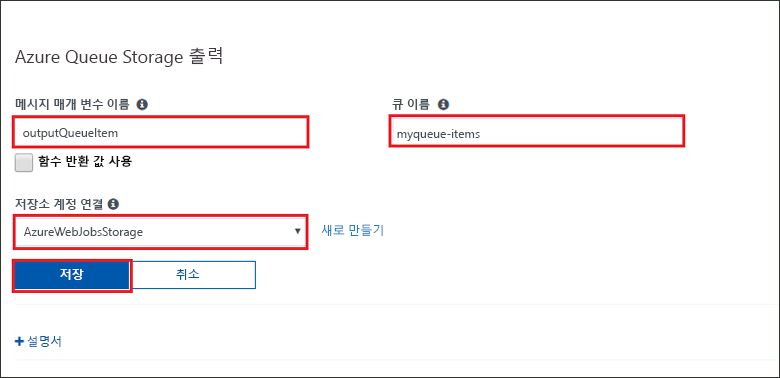 Azure Queue Storage 출력
메시지 매개 변수 이름
큐 이름
outputQueueItem
myqueue-items
함수 반환 값 사용
저장소 계정 연결
AzureWebJobsStorage
새로 만들기
저장
취소
+ 설명서